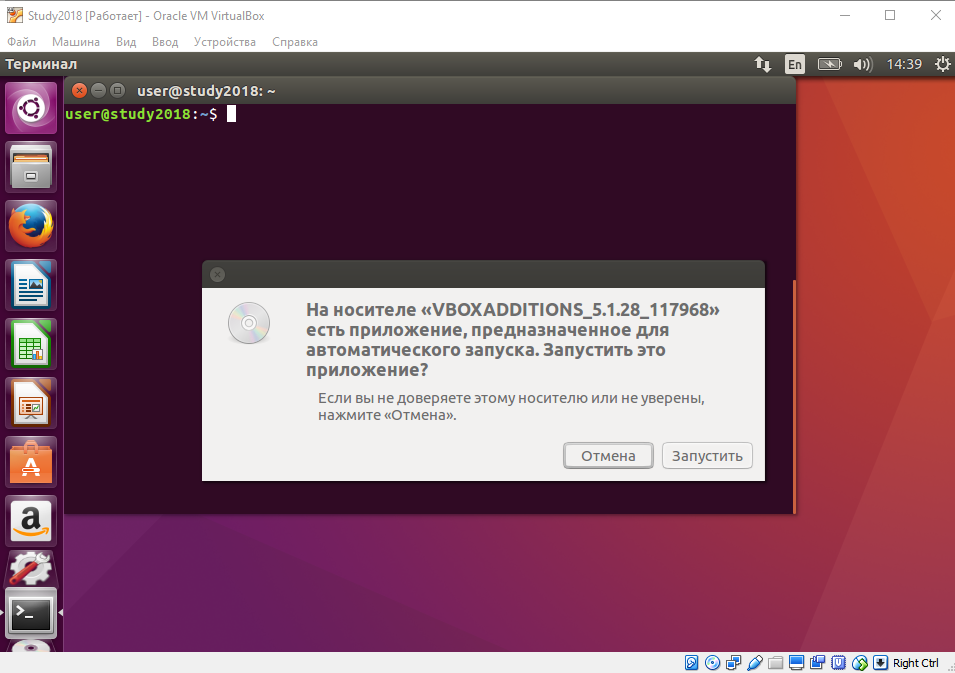 Study2018 [Работает] - Oracle VM VirtualBox
Файл Машина Вид Ввод Устройства Справка
Терминал En 14:39
user@study2018: ~
user@study2018:~$
На носителе «VBOXADDITIONS_5.1.28_117968»
есть приложение, предназначенное для
автоматического запуска. Запустить это
приложение?
Если вы не доверяете этому носителю или не уверены,
нажмите «Отмена».
Отмена Запустить
Right Ctrl